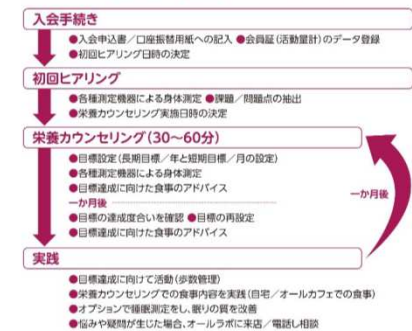 入会手続き
●入会申込書／口座振替用紙への記入 ●会員証（活動量計）のデータ登録
●初回ヒアリング日時の決定
初回ヒアリング
●各種測定機器による身体測定 ●課題／問題点の抽出
●栄養カウンセリング実施日時の決定
栄養カウンセリング（30〜60分）
●目標設定（長期目標／年と短期目標／月の設定）
●各種測定機器による身体測定
●目標達成に向けた食事のアドバイス
一か月後
●目標の達成度合いを確認 ●目標の再設定
●目標達成に向けた食事のアドバイス
一か月後
実践
●目標達成に向けて活動（歩数管理）
●栄養カウンセリングでの食事内容を実践（自宅／オールカフェでの食事）
●オプションで睡眠測定をし、眠りの質を改善
●悩みや疑問が生じた場合、オールラボに来店／電話し相談